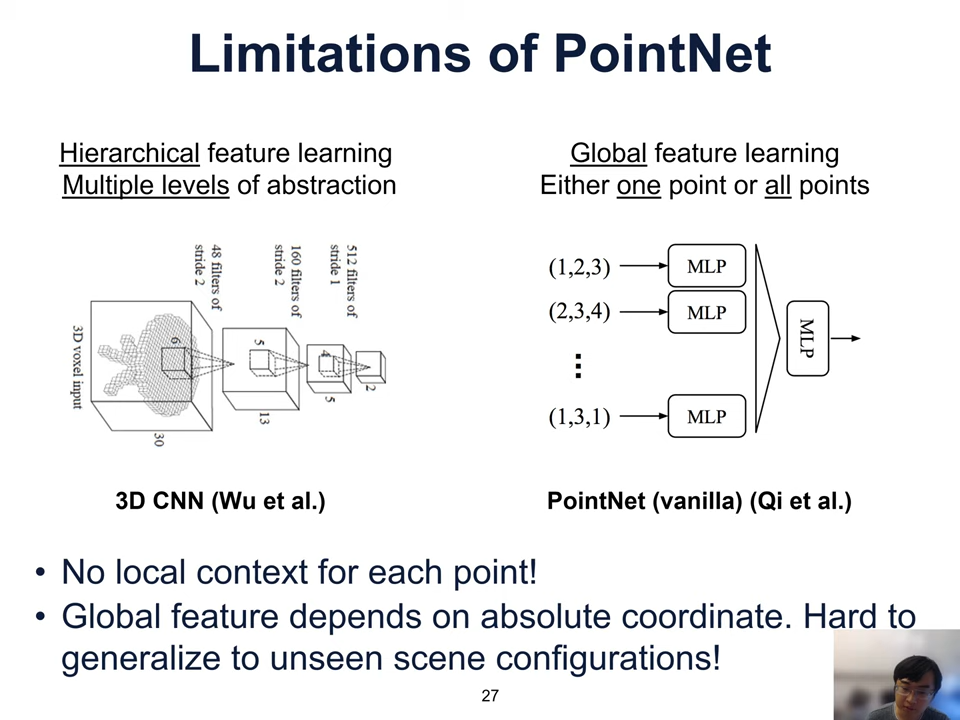 Limitations of PointNet
Hierarchical feature learning
Multiple levels of abstraction
Global feature learning
Either one point or all points
3D voxel input
30
6
48 filters of
stride 2
13
5
160 filters of
stride 2
5
4
512 filters of
stride 1
2
(1,2,3)
MLP
(2,3,4)
MLP
⋮
(1,3,1)
MLP
MLP
3D CNN (Wu et al.)
PointNet (vanilla) (Qi et al.)
• No local context for each point!
• Global feature depends on absolute coordinate. Hard to
generalize to unseen scene configurations!
27